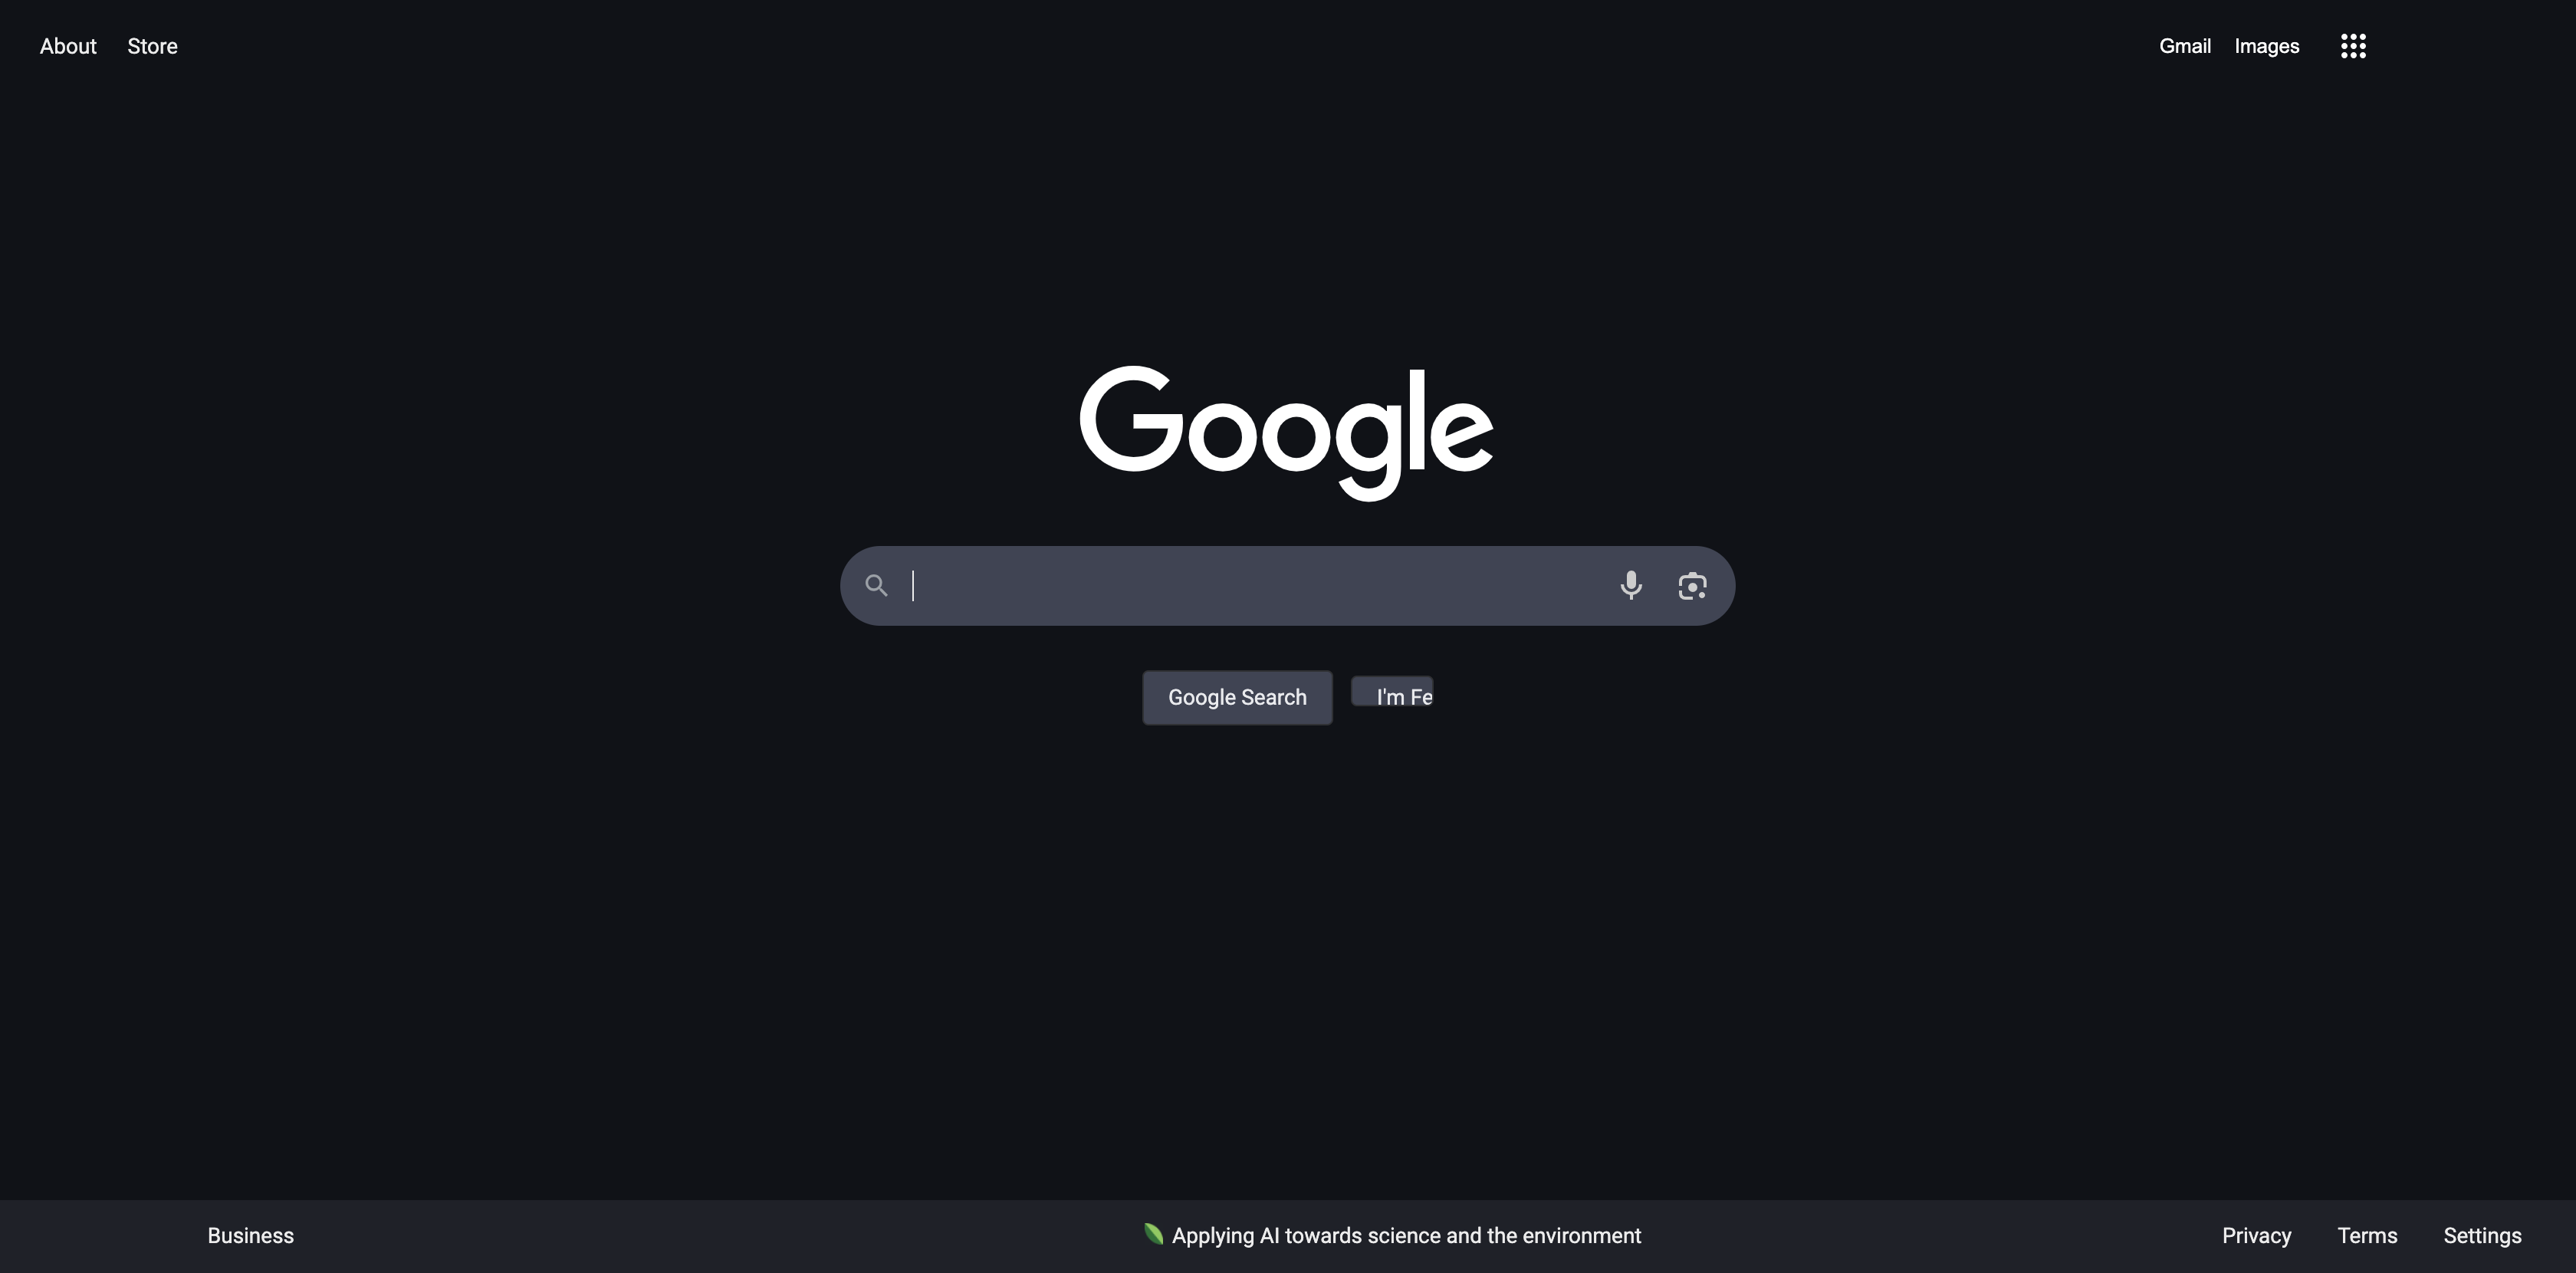 About Store
Gmail Images
Google
Google Search
I'm Fe
Business
Applying AI towards science and the environment
Privacy Terms Settings